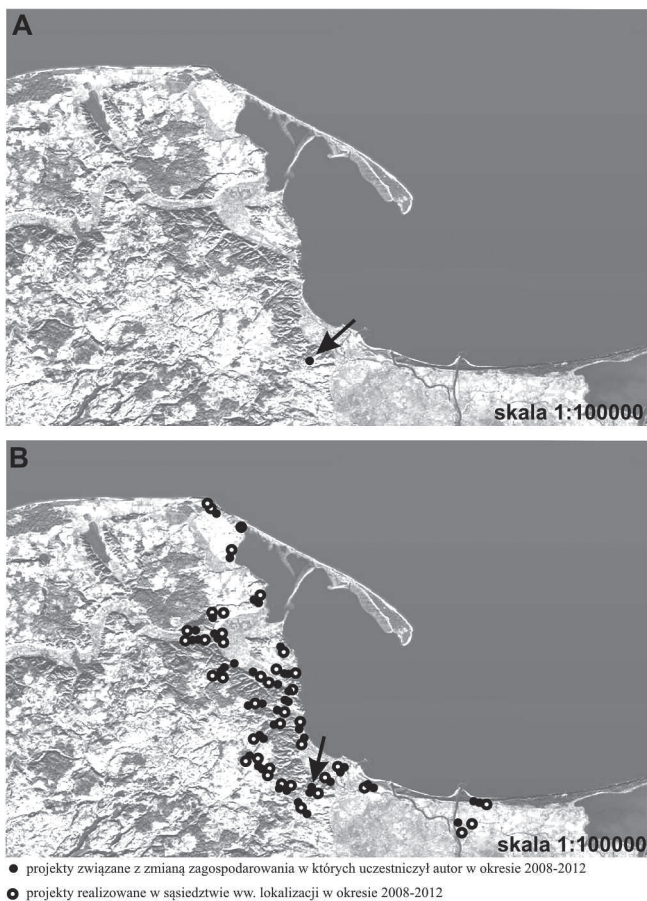 A
skala 1:100000
B
skala 1:100000
projekty związane z zmianą zagospodarowania w których uczestniczył autor w okresie 2008-2012
projekty realizowane w sąsiedztwie ww. lokalizacji w okresie 2008-2012